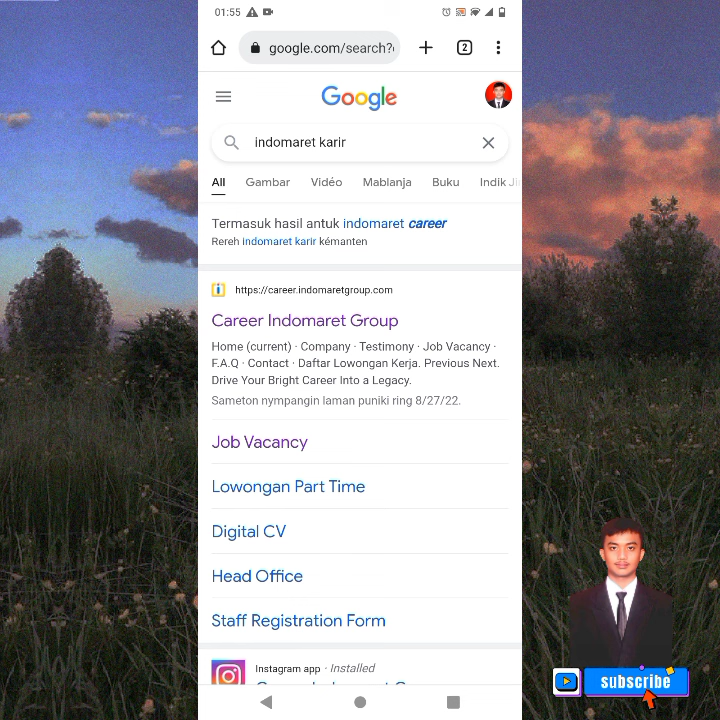 01:55
google.com/search?
2
Google
indomaret karir
All Gambar Vidéo Mablanja Buku Indik
Termasuk hasil antuk indomaret career
Rereh indomaret karir kémanten
https://career.indomaretgroup.com
Career Indomaret Group
Home (current) · Company · Testimony · Job Vacancy ·
F.A.Q · Contact · Daftar Lowongan Kerja. Previous Next.
Drive Your Bright Career Into a Legacy.
Sameton nympangin laman puniki ring 8/27/22.
Job Vacancy
Lowongan Part Time
Digital CV
Head Office
Staff Registration Form
Instagram app · Installed
subscribe